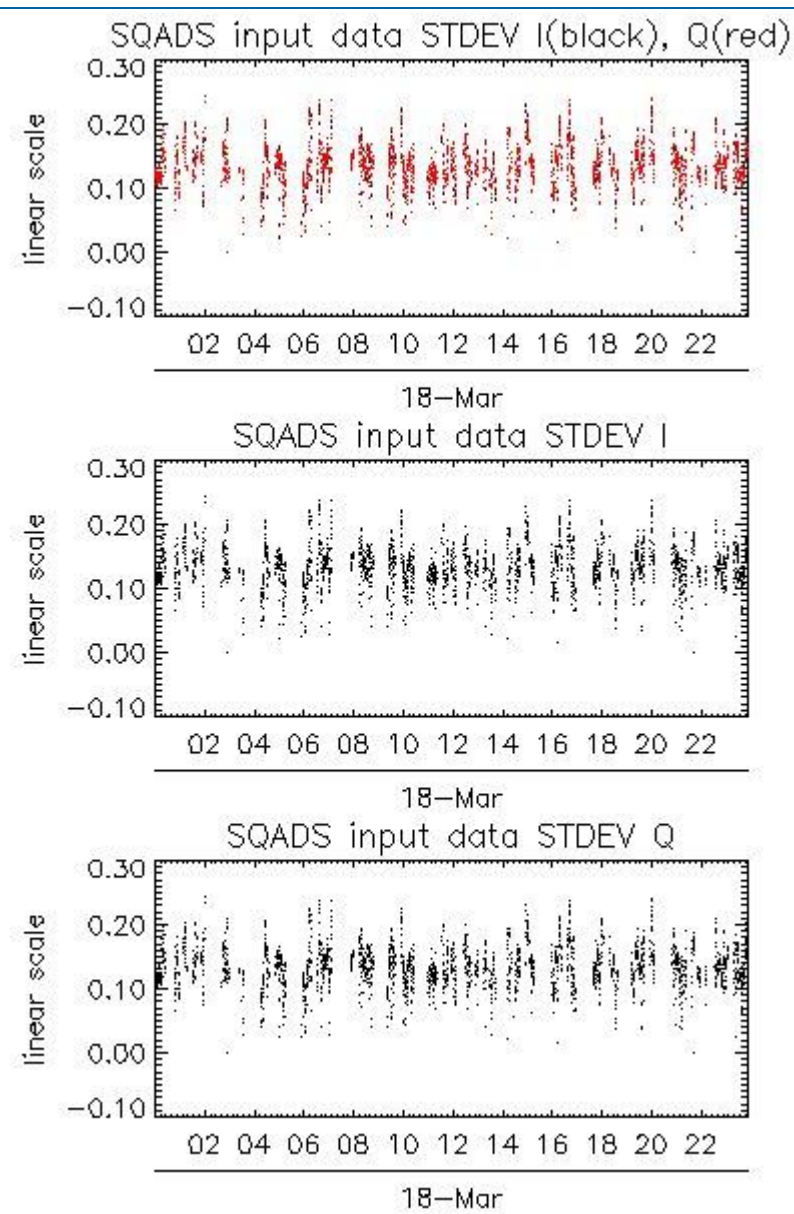 SQADS input data STDEV I(black), Q(red)
0.30
0.20
0.10
0.00
−0.10
linear scale
02 04 06 08 10 12 14 16 18 20 22
18−Mar
SQADS input data STDEV I
0.30
0.20
0.10
0.00
−0.10
linear scale
02 04 06 08 10 12 14 16 18 20 22
18−Mar
SQADS input data STDEV Q
0.30
0.20
0.10
0.00
−0.10
linear scale
02 04 06 08 10 12 14 16 18 20 22
18−Mar